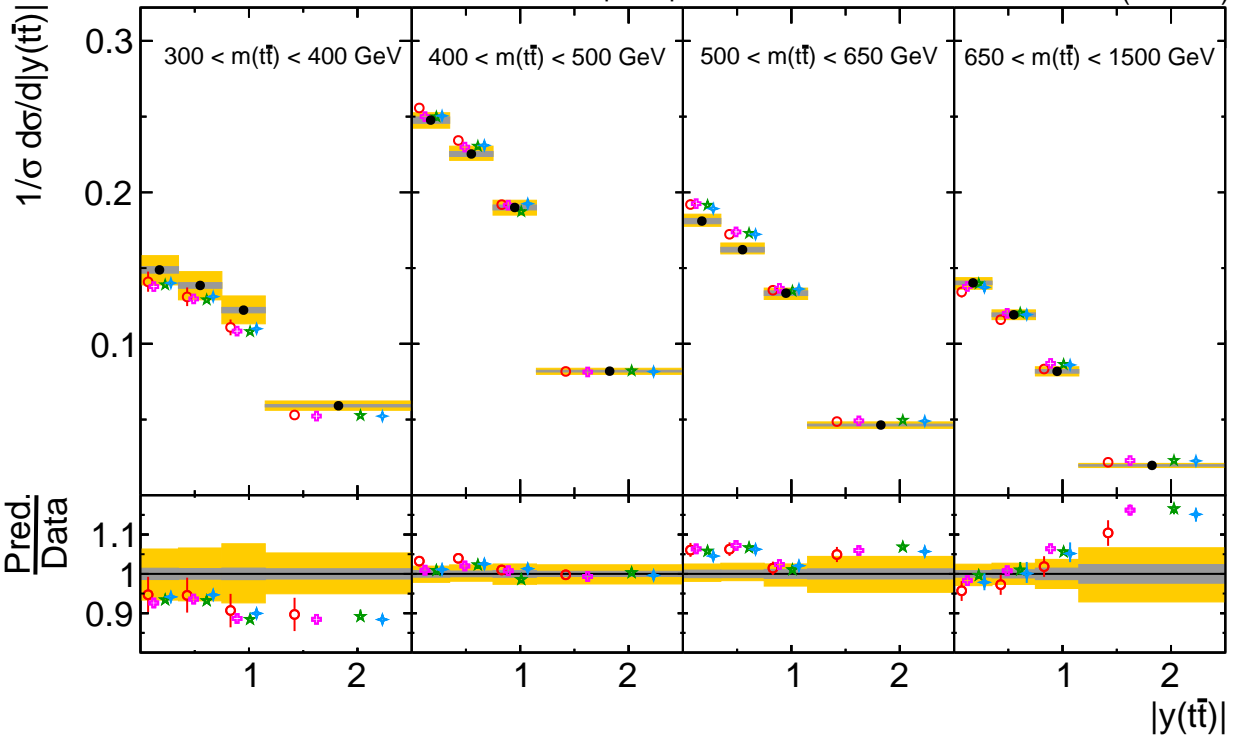 1/σ dσ/d|y(tt̄)|
300 < m(tt̄) < 400 GeV
400 < m(tt̄) < 500 GeV
500 < m(tt̄) < 650 GeV
650 < m(tt̄) < 1500 GeV
0.3
0.2
0.1
Pred.
Data
1.1
1
0.9
1 2 1 2 1 2 1 2
|y(tt̄)|